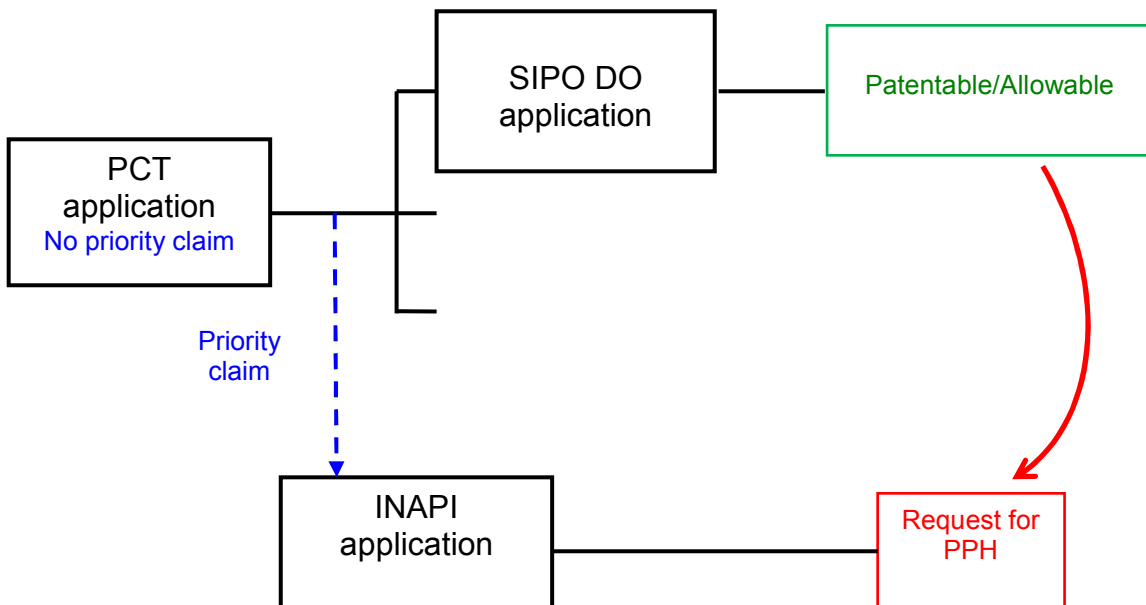 SIPO DO
application
Patentable/Allowable
PCT
application
No priority claim
Priority
claim
INAPI
application
Request for
PPH